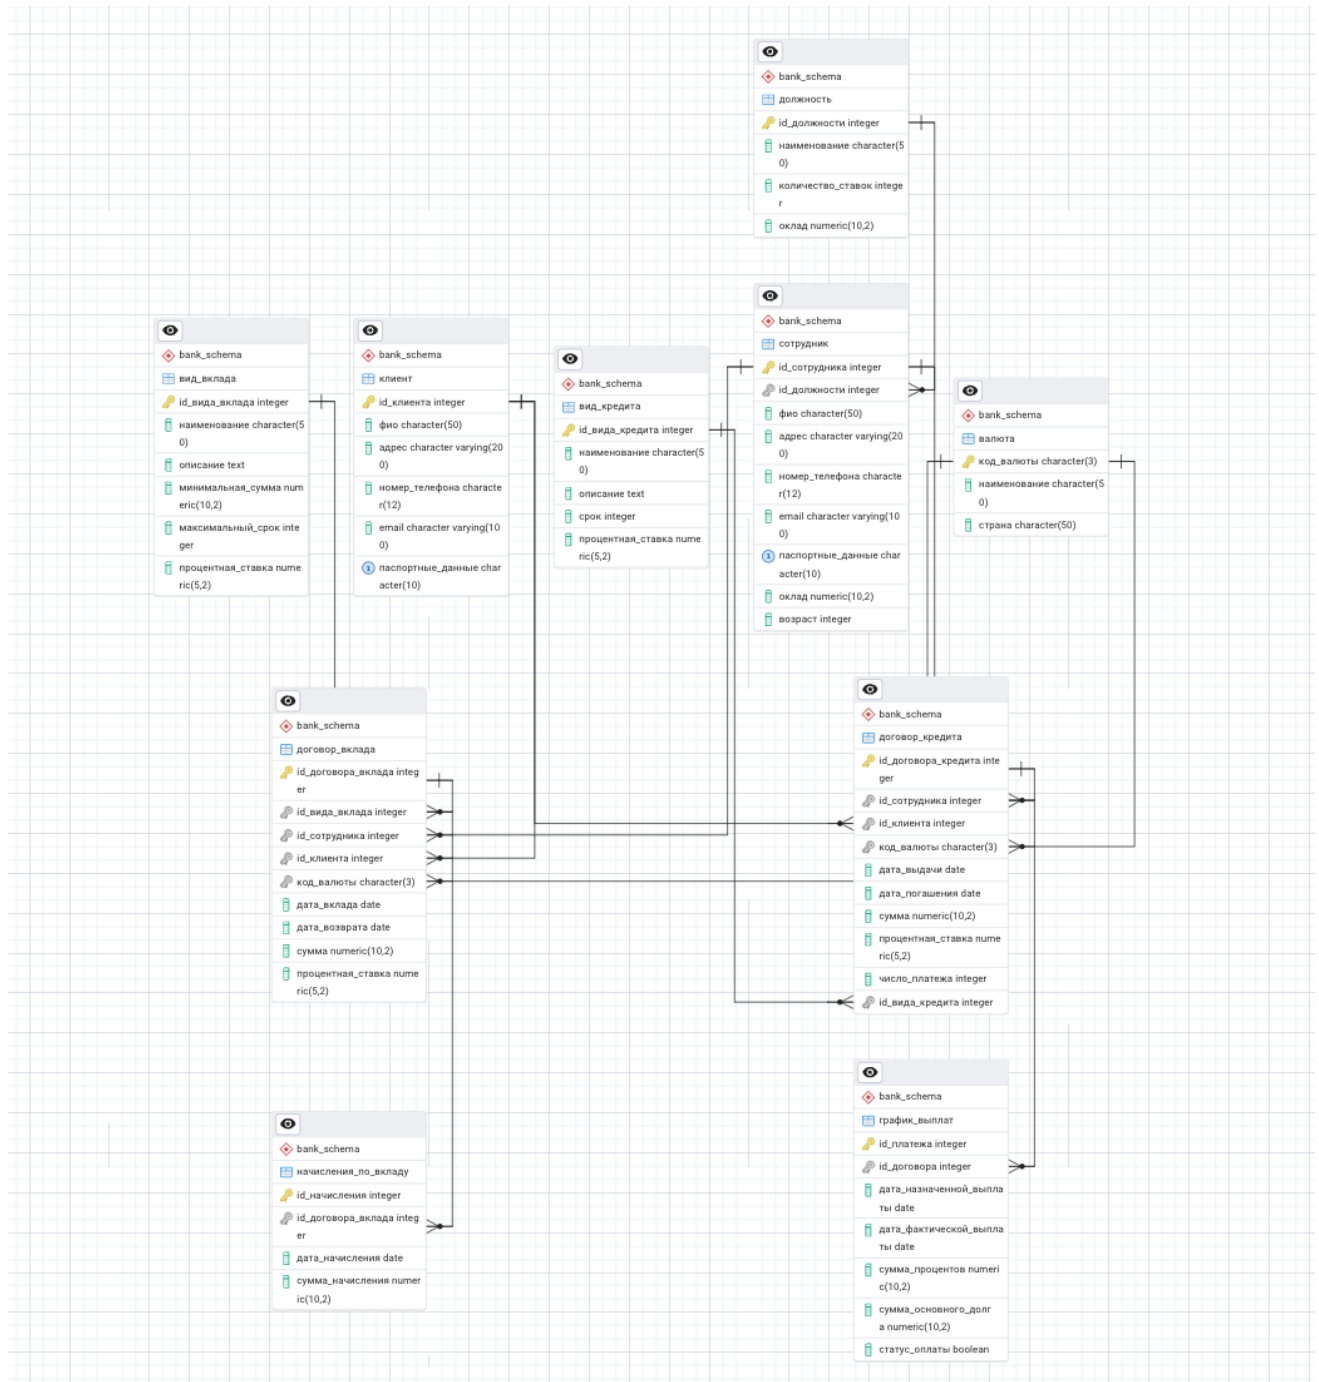 bank_schema
должность
id_должности integer
наименование character(5
0)
количество_ставок intege
r
оклад numeric(10,2)
bank_schema
вид_вклада
id_вида_вклада integer
наименование character(5
0)
описание text
минимальная_сумма num
eric(10,2)
максимальный_срок inte
ger
процентная_ставка nume
ric(5,2)
bank_schema
клиент
id_клиента integer
фио character(50)
адрес character varying(20
0)
номер_телефона characte
r(12)
email character varying(10
0)
1
паспортные_данные char
acter(10)
bank_schema
вид_кредита
id_вида_кредита integer
наименование character(5
0)
описание text
срок integer
процентная_ставка nume
ric(5,2)
bank_schema
сотрудник
id_сотрудника integer
id_должности integer
фио character(50)
адрес character varying(20
0)
номер_телефона characte
r(12)
email character varying(10
0)
1
паспортные_данные char
acter(10)
оклад numeric(10,2)
возраст integer
bank_schema
валюта
код_валюты character(3)
наименование character(5
0)
страна character(50)
bank_schema
договор_вклада
id_договора_вклада integ
er
id_вида_вклада integer
id_сотрудника integer
id_клиента integer
код_валюты character(3)
дата_вклада date
дата_возврата date
сумма numeric(10,2)
процентная_ставка nume
ric(5,2)
bank_schema
договор_кредита
id_договора_кредита inte
ger
id_сотрудника integer
id_клиента integer
код_валюты character(3)
дата_выдачи date
дата_погашения date
сумма numeric(10,2)
процентная_ставка nume
ric(5,2)
число_платежа integer
id_вида_кредита integer
bank_schema
начисления_по_вкладу
id_начисления integer
id_договора_вклада integ
er
дата_начисления date
сумма_начисления numer
ic(10,2)
bank_schema
график_выплат
id_платежа integer
id_договора integer
дата_назначенной_выпла
ты date
дата_фактической_выпла
ты date
сумма_процентов numeri
c(10,2)
сумма_основного_долг
а numeric(10,2)
статус_оплаты boolean